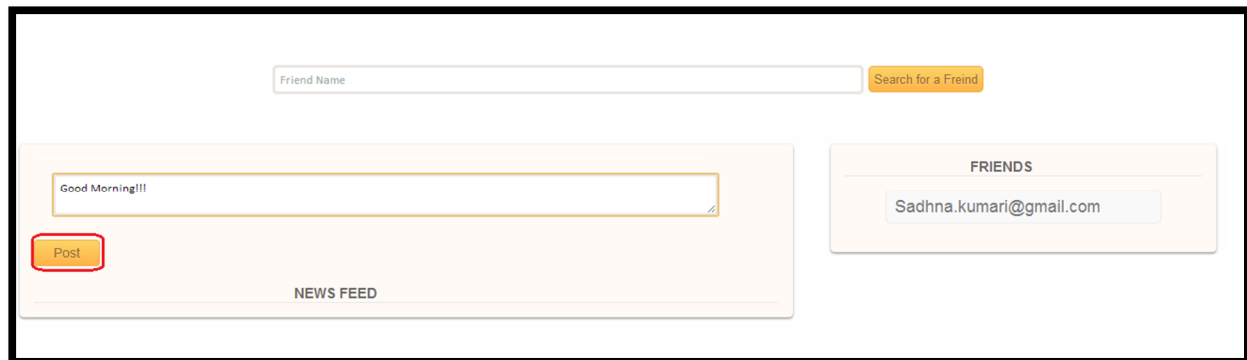 Friend Name
Search for a Freind
Good Morning!!!
Post
NEWS FEED
FRIENDS
Sadhna.kumari@gmail.com